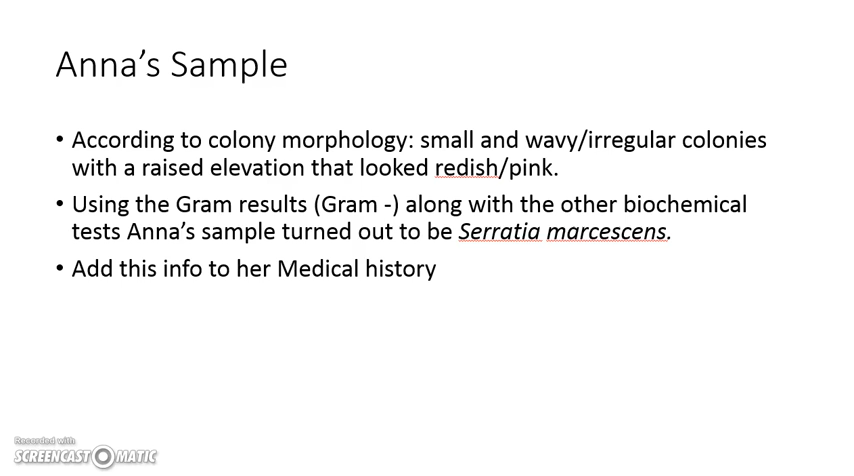 Anna’s Sample
• According to colony morphology: small and wavy/irregular colonies
with a raised elevation that looked redish/pink.
• Using the Gram results (Gram -) along with the other biochemical
tests Anna’s sample turned out to be Serratia marcescens.
• Add this info to her Medical history
Recorded with
SCREENCAST MATIC